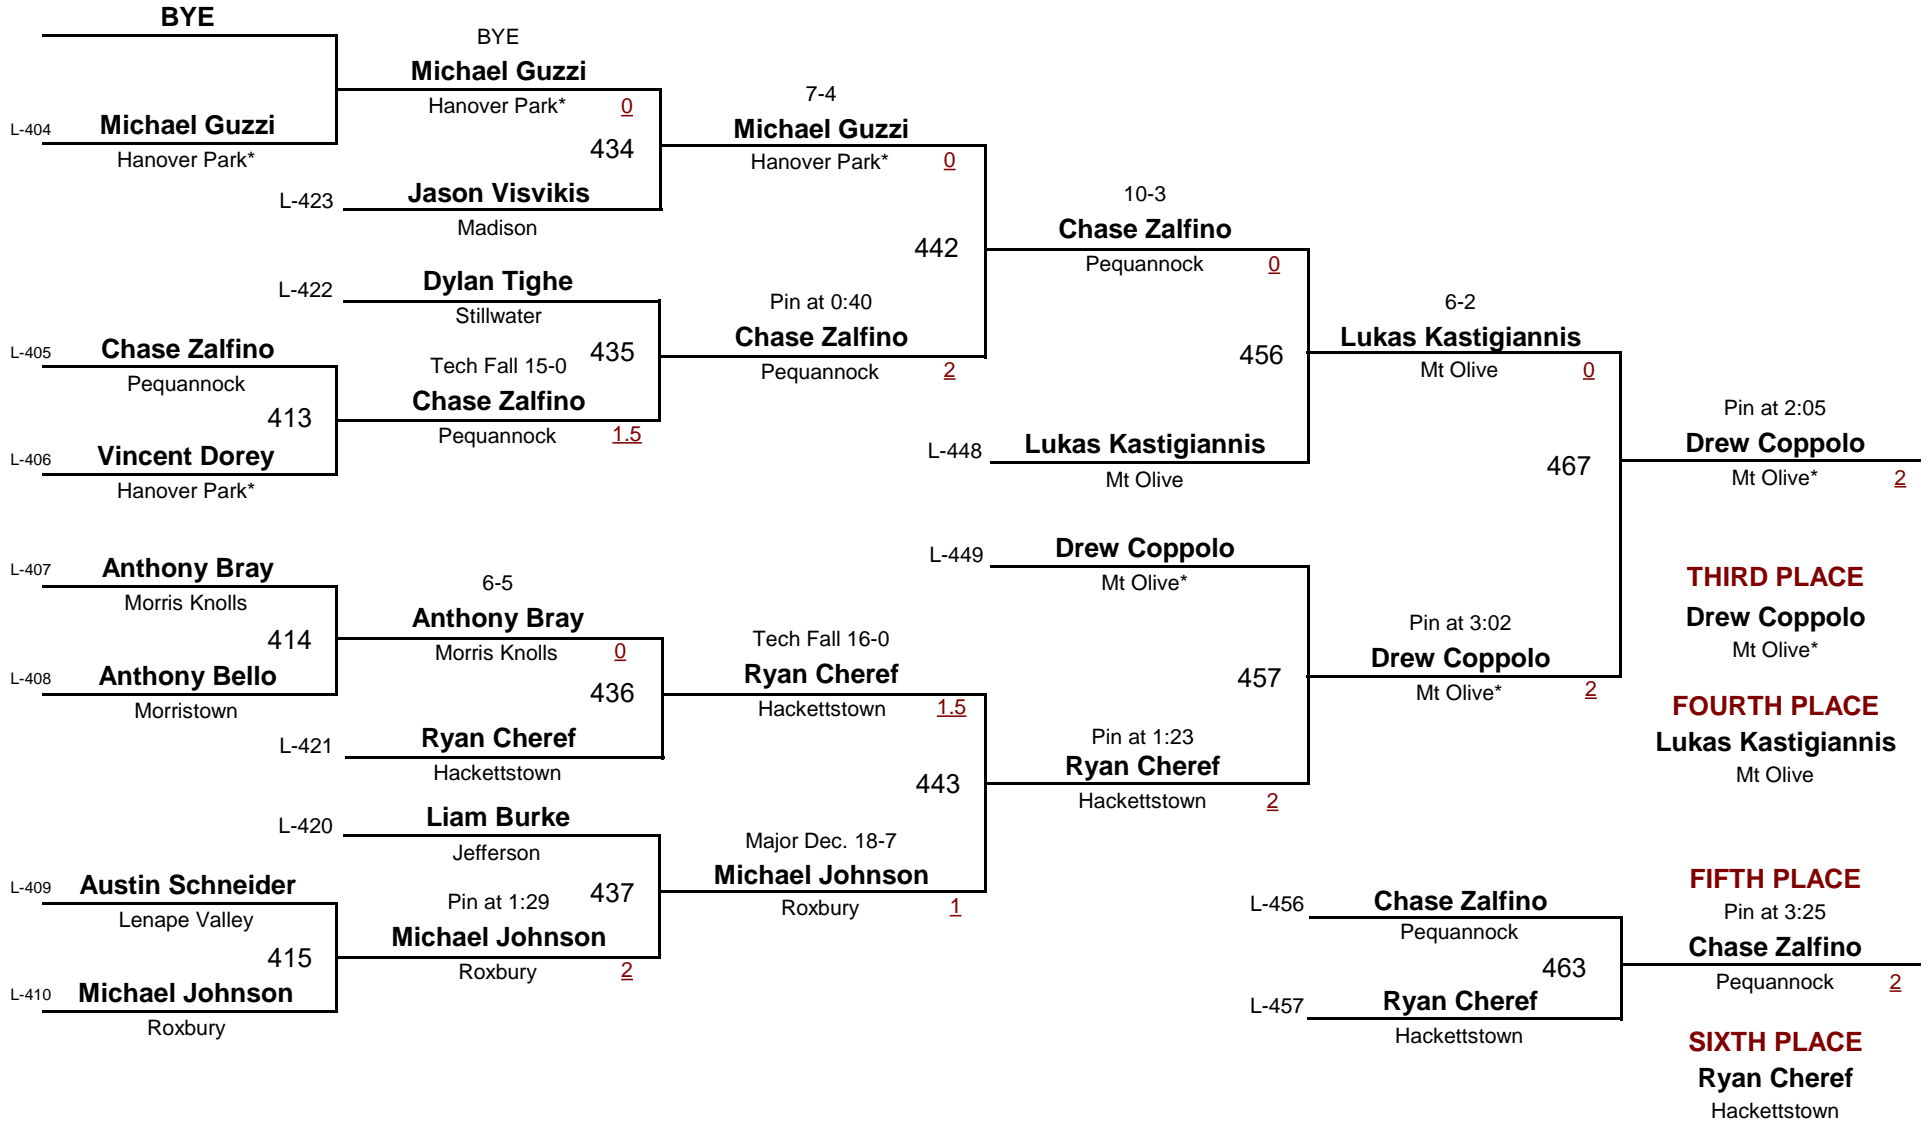 BYE
L-404 Michael Guzzi
Hanover Park*
L-405 Chase Zalfino
Pequannock
413
L-406 Vincent Dorey
Hanover Park*
L-407 Anthony Bray
Morris Knolls
414
L-408 Anthony Bello
Morristown
L-409 Austin Schneider
Lenape Valley
415
L-410 Michael Johnson
Roxbury
BYE
Michael Guzzi
Hanover Park* 0
434
L-423 Jason Visvikis
Madison
L-422 Dylan Tighe
Stillwater
435
Tech Fall 15-0
Chase Zalfino
Pequannock 1.5
6-5
Anthony Bray
Morris Knolls 0
436
L-421 Ryan Cheref
Hackettstown
L-420 Liam Burke
Jefferson
437
Pin at 1:29
Michael Johnson
Roxbury 2
7-4
Michael Guzzi
Hanover Park* 0
442
Pin at 0:40
Chase Zalfino
Pequannock 2
Tech Fall 16-0
Ryan Cheref
Hackettstown 1.5
443
Major Dec. 18-7
Michael Johnson
Roxbury 1
10-3
Chase Zalfino
Pequannock 0
456
L-448 Lukas Kastigiannis
Mt Olive
L-449 Drew Coppolo
Mt Olive*
457
Pin at 1:23
Ryan Cheref
Hackettstown 2
6-2
Lukas Kastigiannis
Mt Olive 0
467
Pin at 3:02
Drew Coppolo
Mt Olive* 2
Pin at 2:05
Drew Coppolo
Mt Olive* 2
THIRD PLACE
Drew Coppolo
Mt Olive*
FOURTH PLACE
Lukas Kastigiannis
Mt Olive
L-456 Chase Zalfino
Pequannock
463
L-457 Ryan Cheref
Hackettstown
FIFTH PLACE
Pin at 3:25
Chase Zalfino
Pequannock 2
SIXTH PLACE
Ryan Cheref
Hackettstown